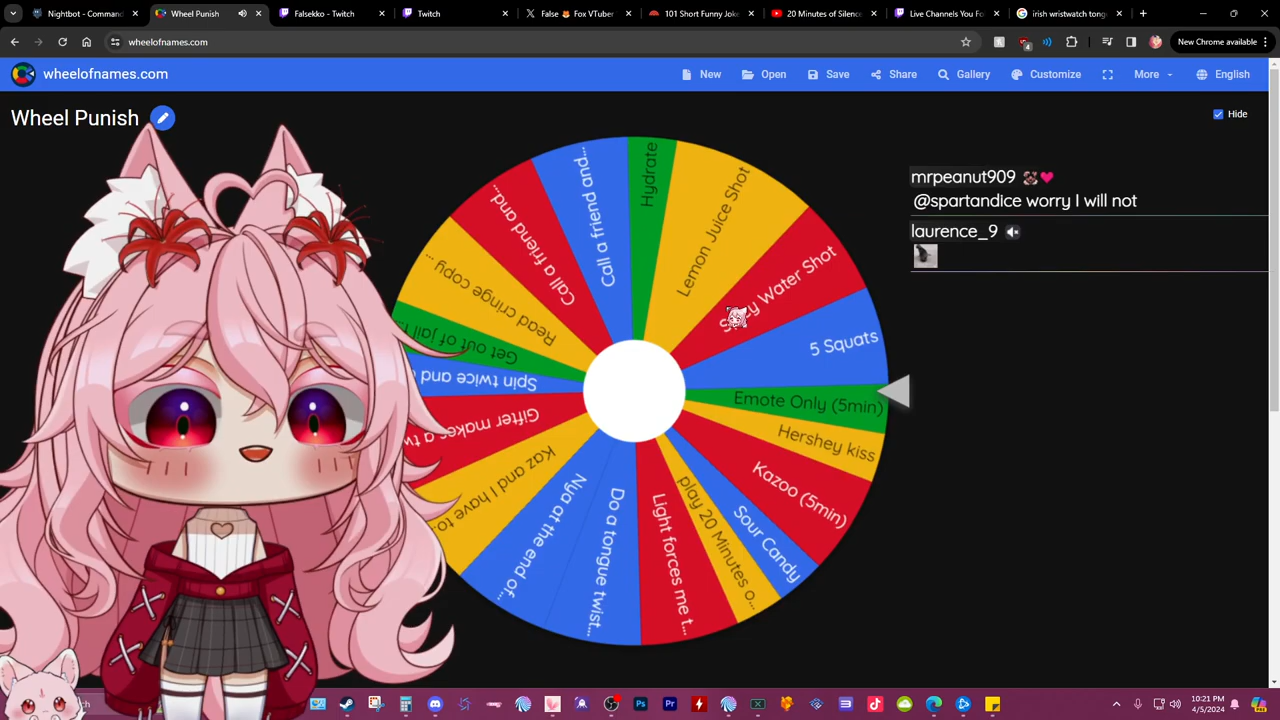 Nightbot - Comman
Wheel Punish
Falsekko - Twitch
Twitch
False 🦊 Fox VTuber
101 Short Funny Jok
20 Minutes of Silenc
Live Channels You Fo
irish wristwatch tong
wheelofnames.com
New Chrome available
wheelofnames.com
New
Open
Save
Share
Gallery
Customize
More
English
Wheel Punish
Hide
Hydrate
Lemon Juice Shot
Water Shot
5 Squats
Emote Only (5min)
Hershey kiss
Kazoo (5min)
Sour Candy
play 20 Minutes o...
Light forces me t...
Do a tongue twist...
Nya at the end of...
Kaz and I have to...
Gifter makes a tw
Spin twice and
Get out of jail f
Read cringe copy ...
Call a friend and...
Call a friend and...
mrpeanut909
@spartandice worry I will not
laurence_9
4
10:21 PM
4/5/2024